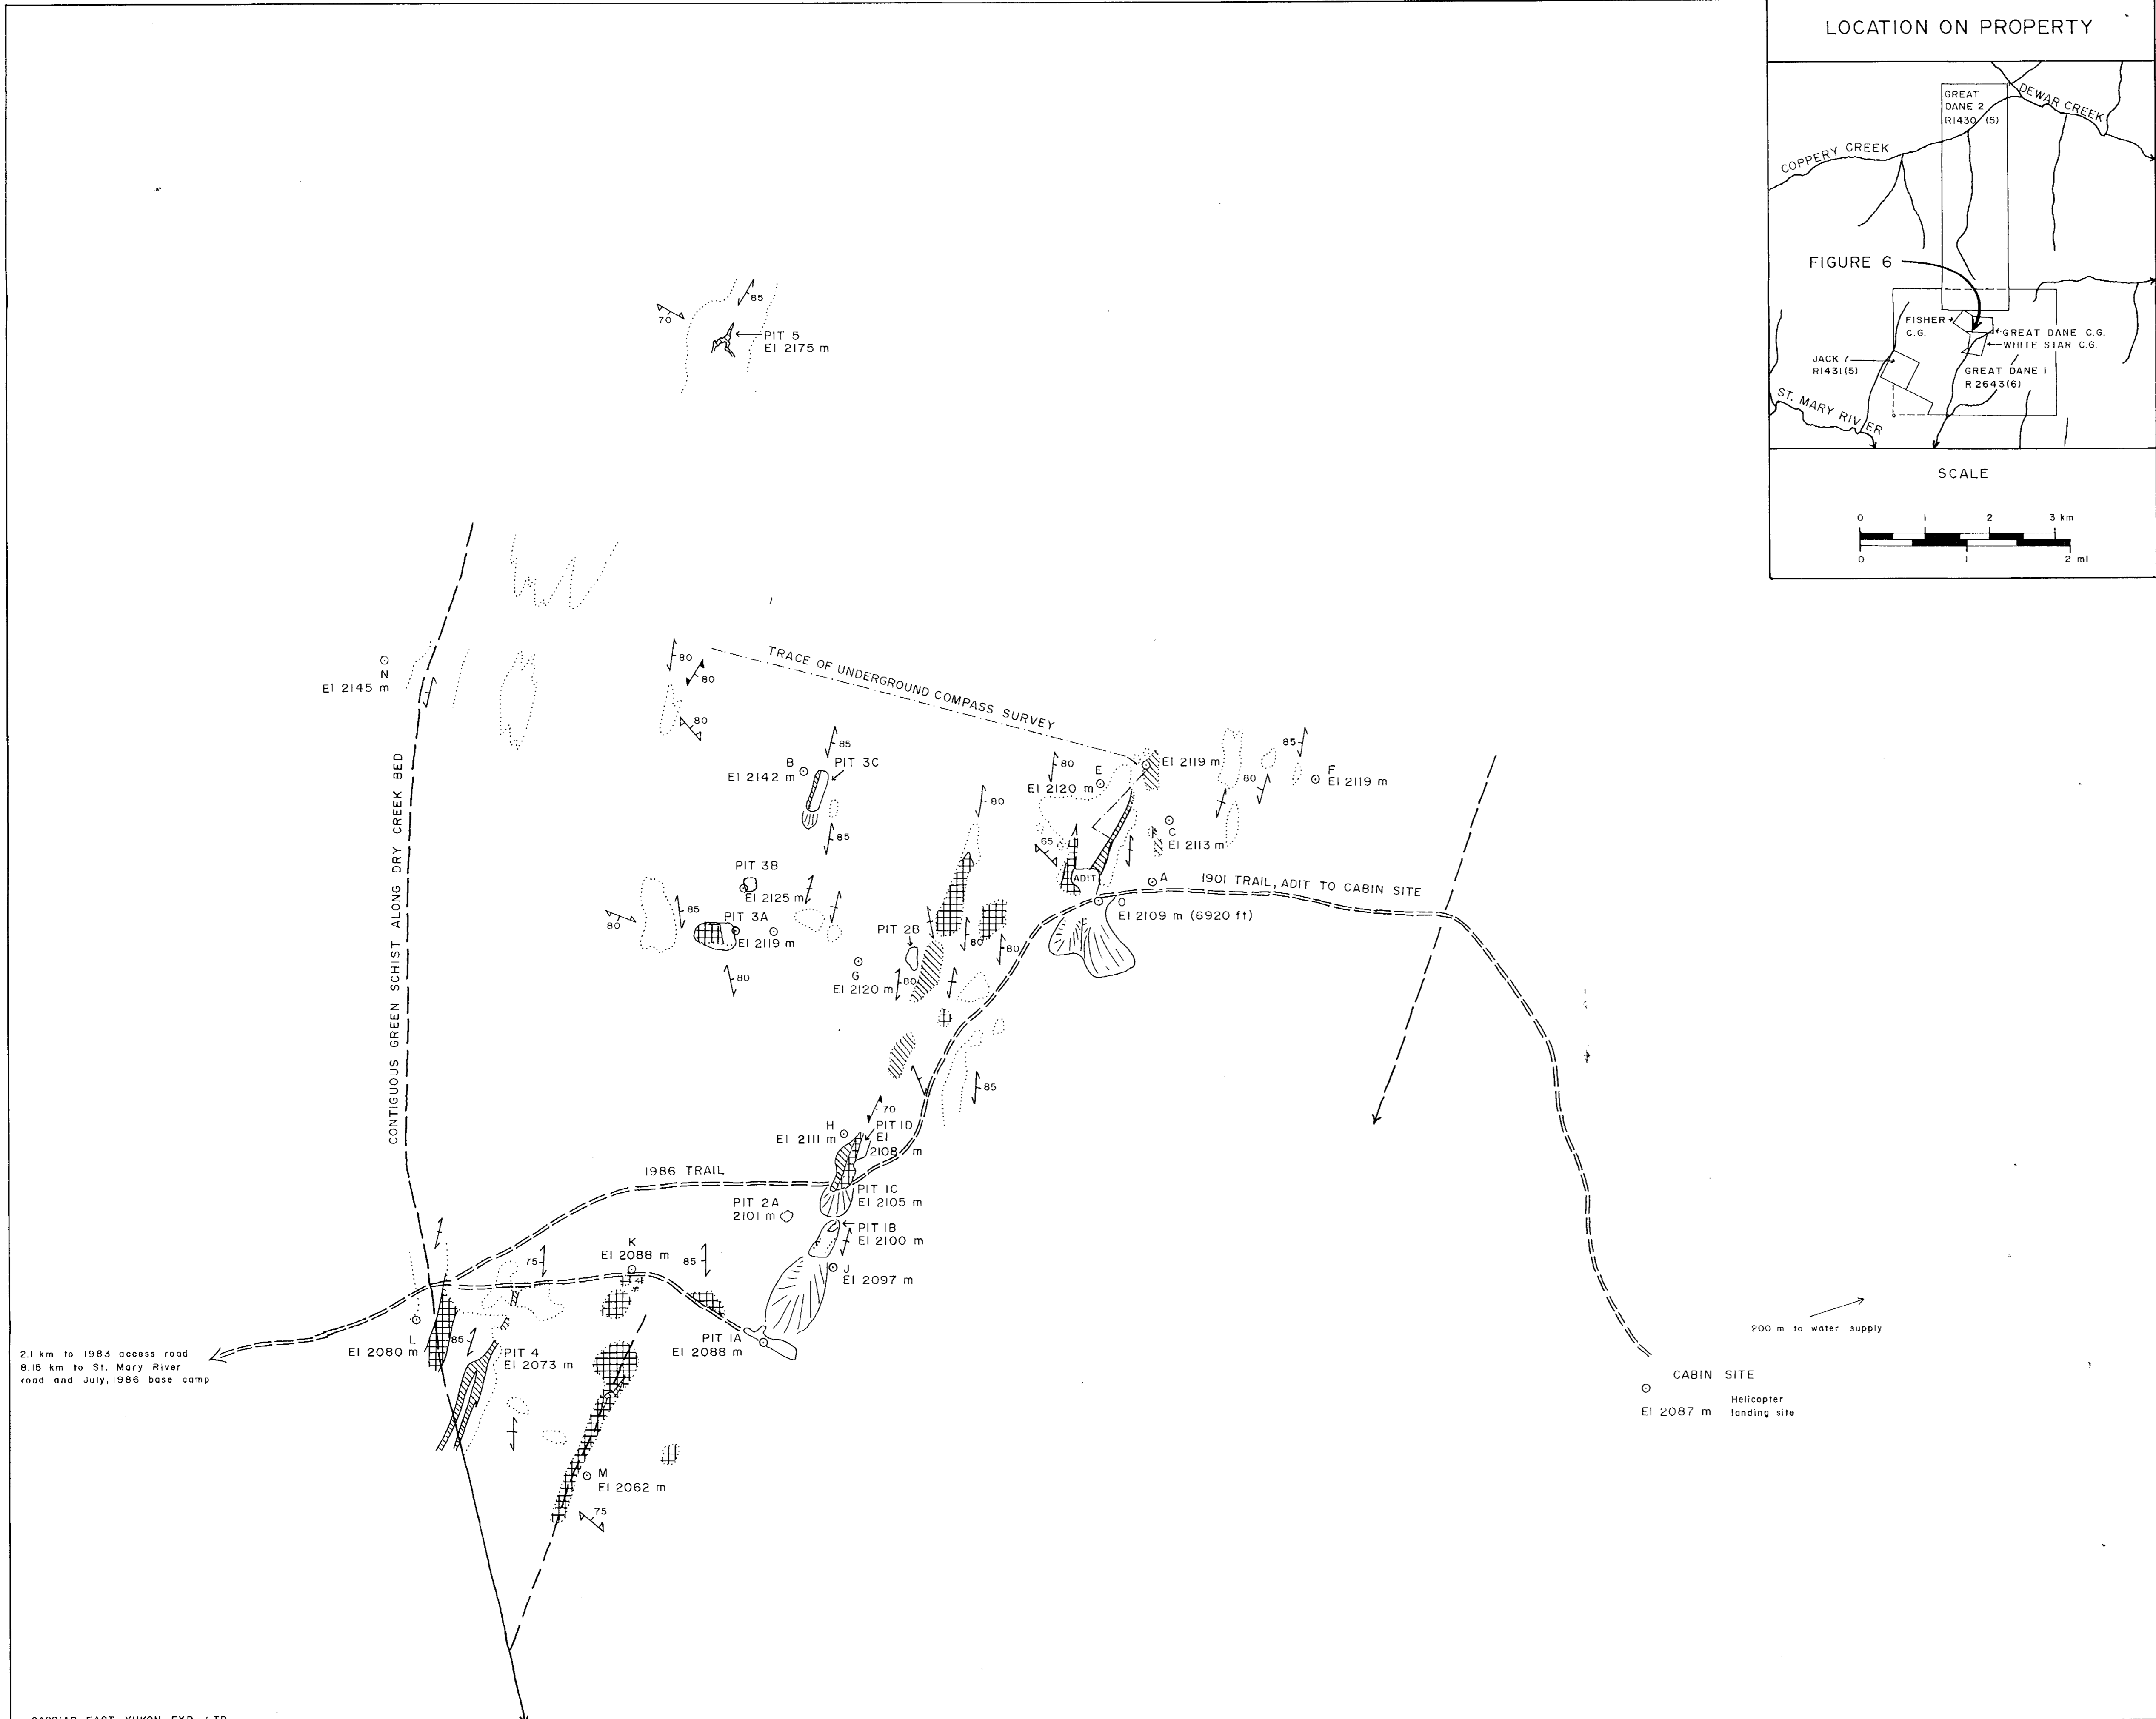 LOCATION ON PROPERTY
GREAT
DANE 2
R1430 (5)
DEWAR CREEK
COPPERY CREEK
FIGURE 6
FISHER
C.G.
GREAT DANE C.G.
WHITE STAR C.G.
JACK 7
R1431(5)
GREAT DANE 1
R 2643(6)
ST. MARY RIVER
SCALE
0 1 2 3 km
0 1 2 mi
85
70
PIT 5
El 2175 m
N
El 2145 m
80
80
80
TRACE OF UNDERGROUND COMPASS SURVEY
85
B
El 2142 m
PIT 3C
85
80
E
El 2120 m
El 2119 m
85
F
El 2119 m
80
80
C
El 2113 m
65
ADIT
A
1901 TRAIL, ADIT TO CABIN SITE
O
El 2109 m (6920 ft)
CONTIGUOUS GREEN SCHIST ALONG DRY CREEK BED
PIT 3B
El 2125 m
85
80
PIT 3A
El 2119 m
80
PIT 2B
80
80
G
El 2120 m
80
85
70
H
El 2111 m
PIT 1D
El
2108 m
1986 TRAIL
PIT 1C
El 2105 m
PIT 2A
2101 m
PIT 1B
El 2100 m
J
El 2097 m
K
El 2088 m
75
85
PIT 1A
El 2088 m
L
El 2080 m
85
PIT 4
El 2073 m
2.1 km to 1983 access road
8.15 km to St. Mary River
road and July, 1986 base camp
M
El 2062 m
75
200 m to water supply
CABIN SITE
El 2087 m
Helicopter
landing site